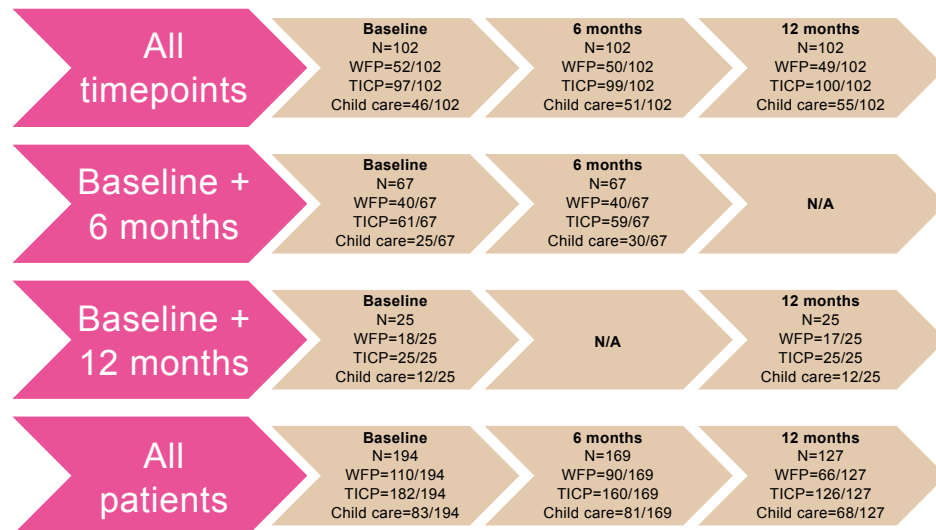 All
timepoints
Baseline
N=102
WFP=52/102
TICP=97/102
Child care=46/102
6 months
N=102
WFP=50/102
TICP=99/102
Child care=51/102
12 months
N=102
WFP=49/102
TICP=100/102
Child care=55/102
Baseline +
6 months
Baseline
N=67
WFP=40/67
TICP=61/67
Child care=25/67
6 months
N=67
WFP=40/67
TICP=59/67
Child care=30/67
N/A
Baseline +
12 months
Baseline
N=25
WFP=18/25
TICP=25/25
Child care=12/25
N/A
12 months
N=25
WFP=17/25
TICP=25/25
Child care=12/25
All
patients
Baseline
N=194
WFP=110/194
TICP=182/194
Child care=83/194
6 months
N=169
WFP=90/169
TICP=160/169
Child care=81/169
12 months
N=127
WFP=66/127
TICP=126/127
Child care=68/127